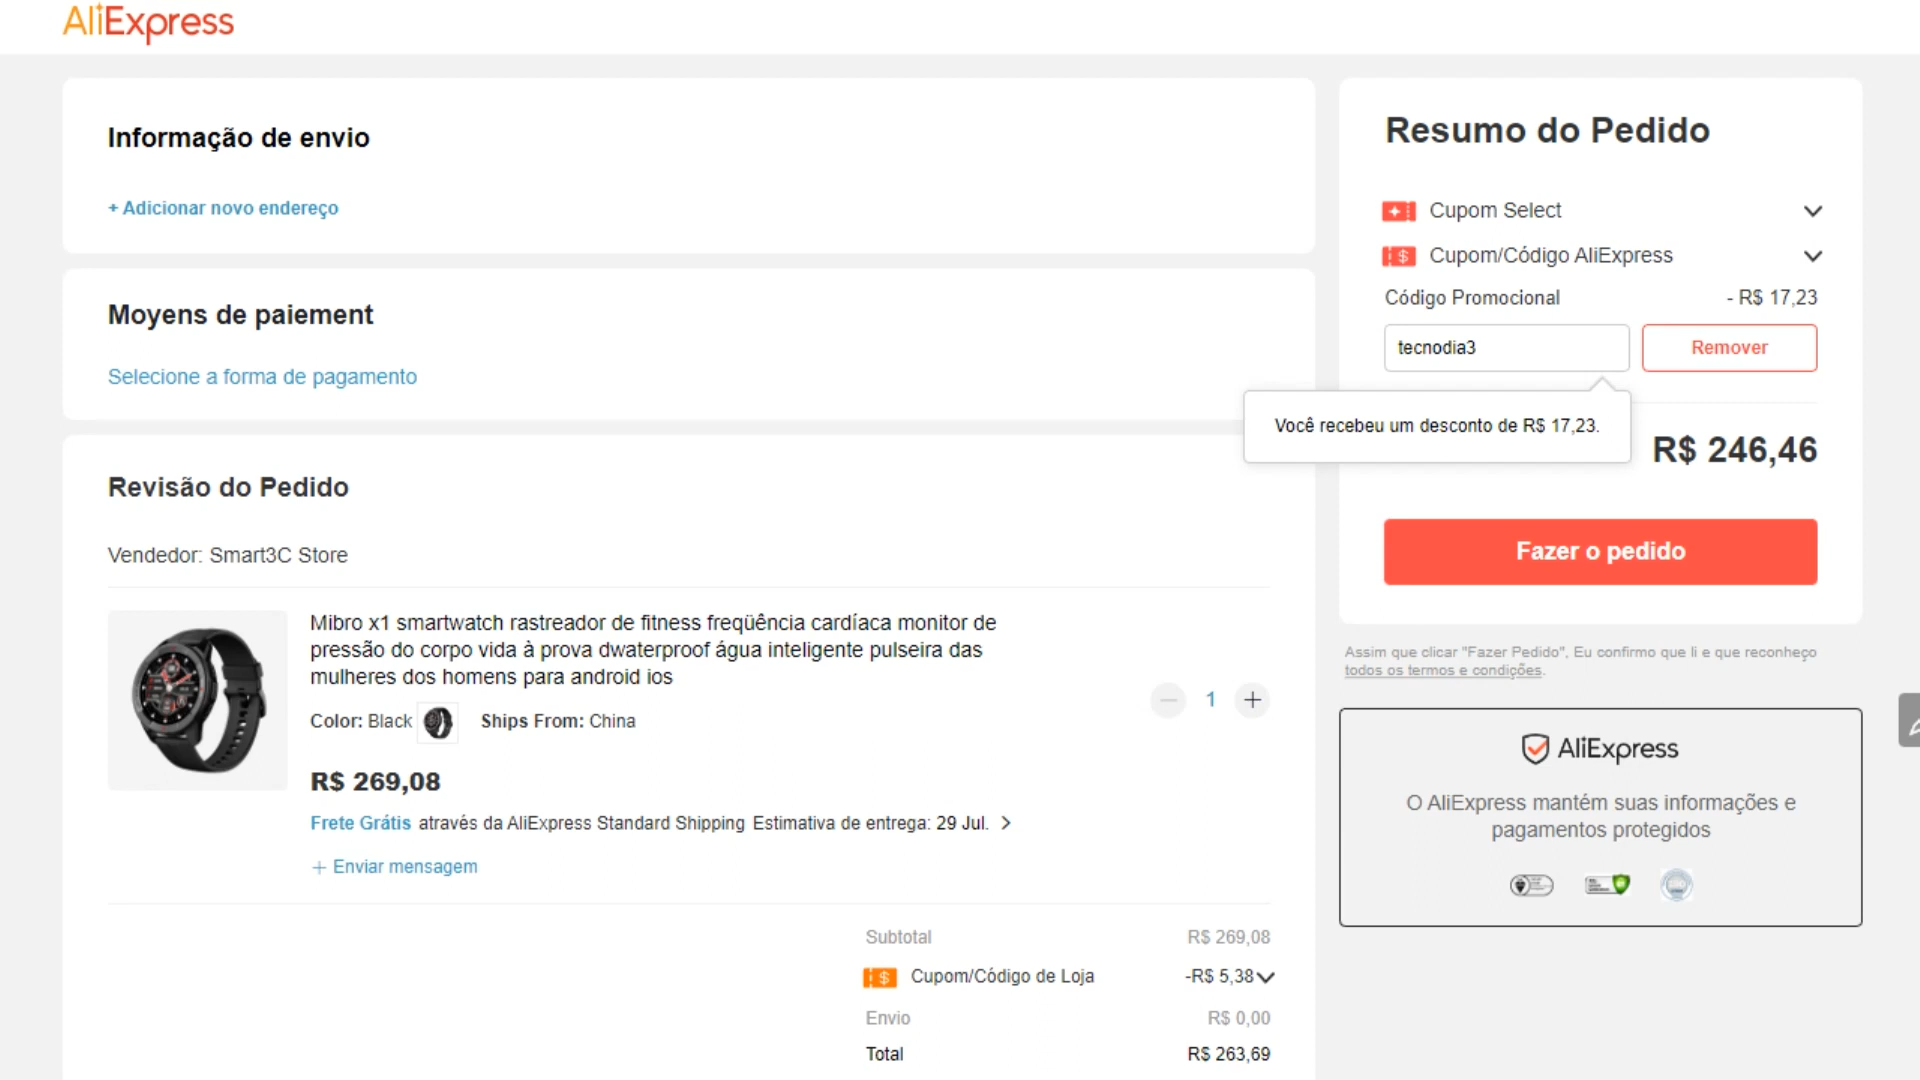 AliExpress
Informação de envio
+ Adicionar novo endereço
Moyens de paiement
Selecione a forma de pagamento
Revisão do Pedido
Vendedor: Smart3C Store
Mibro x1 smartwatch rastreador de fitness freqüência cardíaca monitor de
pressão do corpo vida à prova dwaterproof água inteligente pulseira das
mulheres dos homens para android ios
Color: Black Ships From: China
1
R$ 269,08
Frete Grátis através da AliExpress Standard Shipping Estimativa de entrega: 29 Jul.
+ Enviar mensagem
Subtotal R$ 269,08
Cupom/Código de Loja -R$ 5,38
Envio R$ 0,00
Total R$ 263,69
Resumo do Pedido
Cupom Select
Cupom/Código AliExpress
Código Promocional - R$ 17,23
tecnodia3 Remover
Você recebeu um desconto de R$ 17,23.
R$ 246,46
Fazer o pedido
Assim que clicar "Fazer Pedido", Eu confirmo que li e que reconheço
todos os termos e condições.
AliExpress
O AliExpress mantém suas informações e
pagamentos protegidos